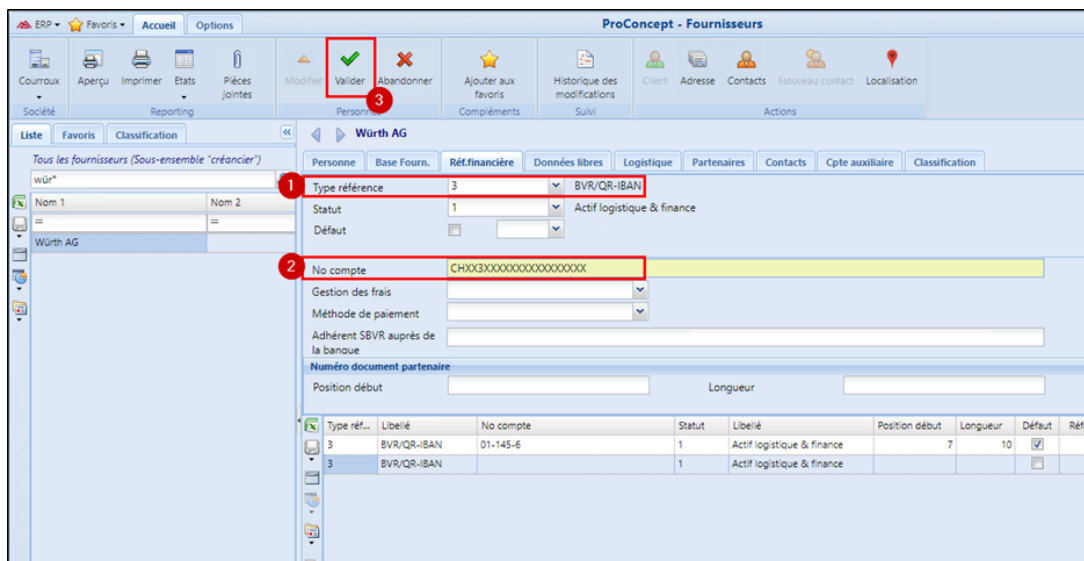 ERP Favoris Accueil Options ProConcept - Fournisseurs
Courroux Aperçu Imprimer Etats Pièces jointes Modifier Valider Abandonner Ajouter aux favoris Historique des modifications Client Adresse Contacts Nouveau contact Localisation
3
Société Reporting Personne Compléments Suivi Actions
Liste Favoris Classification Würth AG
Tous les fournisseurs (Sous-ensemble "créancier")
Personne Base Fourn. Réf.financière Données libres Logistique Partenaires Contacts Cpte auxiliaire Classification
wür*
1 Type référence 3 BVR/QR-IBAN
Nom 1 Nom 2
Statut 1 Actif logistique & finance
= =
Défaut
Würth AG
2 No compte CHXX3XXXXXXXXXXXXXXXX
Gestion des frais
Méthode de paiement
Adhérent SBVR auprès de
la banque
Numéro document partenaire
Position début Longueur
Type réf... Libellé No compte Statut Libellé Position début Longueur Défaut Réf
3 BVR/QR-IBAN 01-145-6 1 Actif logistique & finance 7 10
3 BVR/QR-IBAN 1 Actif logistique & finance